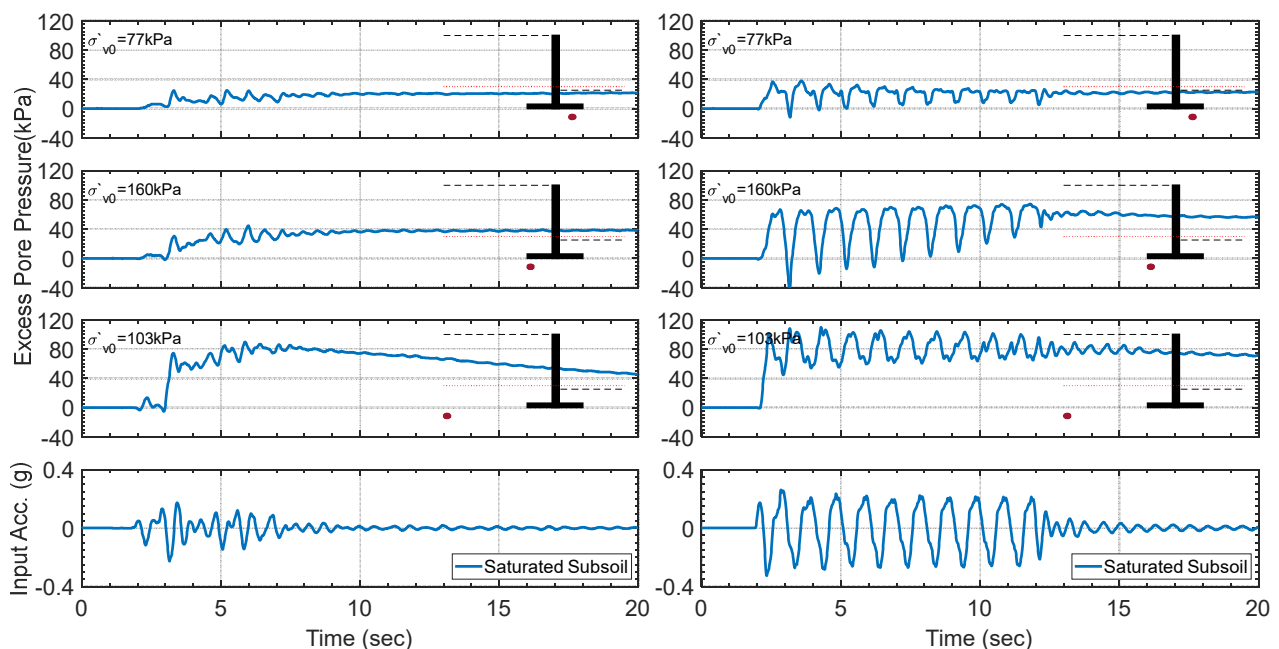 120
σ`v0=77kPa
80
40
0
-40
120
σ`v0=77kPa
80
40
0
-40
Excess Pore Pressure(kPa)
120
σ`v0=160kPa
80
40
0
-40
120
σ`v0=160kPa
80
40
0
-40
120
σ`v0=103kPa
80
40
0
-40
120
σ`v0=103kPa
80
40
0
-40
Input Acc. (g)
0.4
0
-0.4
Saturated Subsoil
0 5 10 15 20
Time (sec)
0.4
0
-0.4
Saturated Subsoil
0 5 10 15 20
Time (sec)